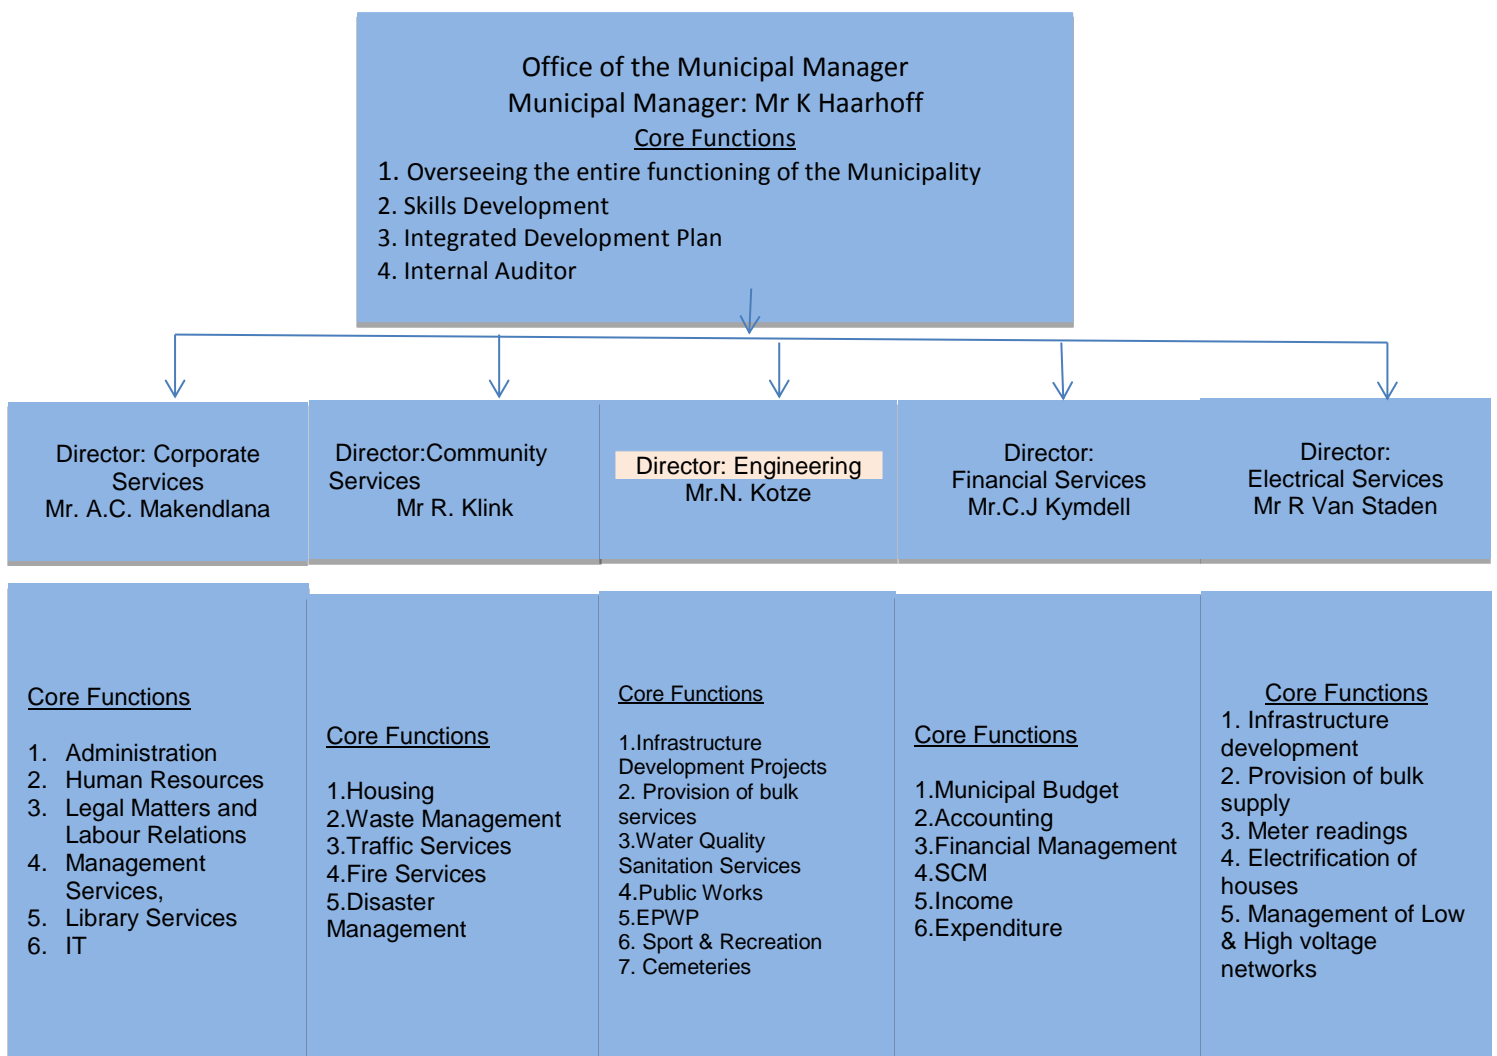 Office of the Municipal Manager
Municipal Manager: Mr K Haarhoff
Core Functions
1. Overseeing the entire functioning of the Municipality
2. Skills Development
3. Integrated Development Plan
4. Internal Auditor
Director: Corporate
Services
Mr. A.C. Makendlana
Director:Community
Services
Mr R. Klink
Director: Engineering
Mr.N. Kotze
Director:
Financial Services
Mr.C.J Kymdell
Director:
Electrical Services
Mr R Van Staden
Core Functions
1. Administration
2. Human Resources
3. Legal Matters and
Labour Relations
4. Management
Services,
5. Library Services
6. IT
Core Functions
1.Housing
2.Waste Management
3.Traffic Services
4.Fire Services
5.Disaster
Management
Core Functions
1.Infrastructure
Development Projects
2. Provision of bulk
services
3.Water Quality
Sanitation Services
4.Public Works
5.EPWP
6. Sport & Recreation
7. Cemeteries
Core Functions
1.Municipal Budget
2.Accounting
3.Financial Management
4.SCM
5.Income
6.Expenditure
Core Functions
1. Infrastructure
development
2. Provision of bulk
supply
3. Meter readings
4. Electrification of
houses
5. Management of Low
& High voltage
networks